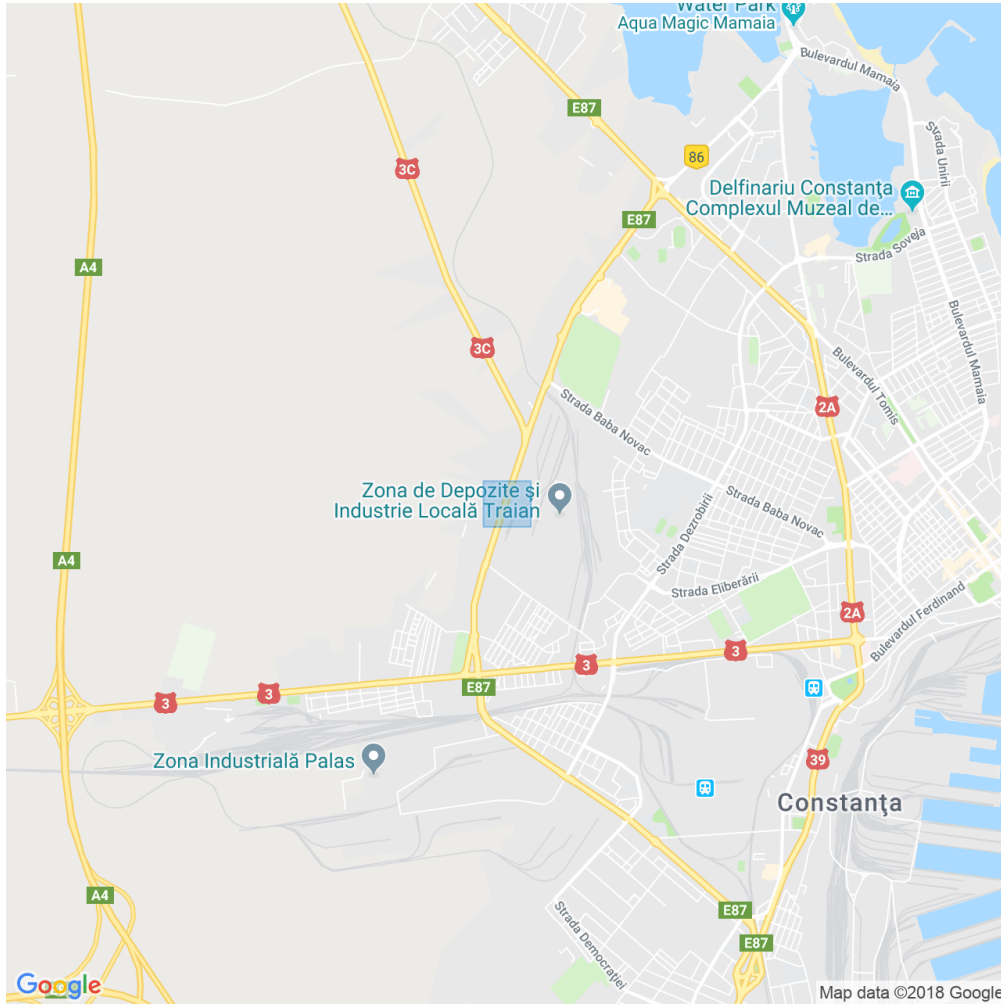 Water Park
Aqua Magic Mamaia
Bulevardul Mamaia
E87
Strada Unirii
86
3C
Delfinariu Constanţa
Complexul Muzeal de...
E87
Strada Soveja
A4
Bulevardul Mamaia
3C
Bulevardul Tomis
Strada Baba Novac
2A
Zona de Depozite şi
Industrie Locală Traian
Strada Baba Novac
Strada Dezrobirii
A4
Strada Eliberării
2A
Bulevardul Ferdinand
3
3
E87
3
3
Zona Industrială Palas
39
Constanţa
A4
E87
Strada Democraţiei
E87
Google
Map data ©2018 Google